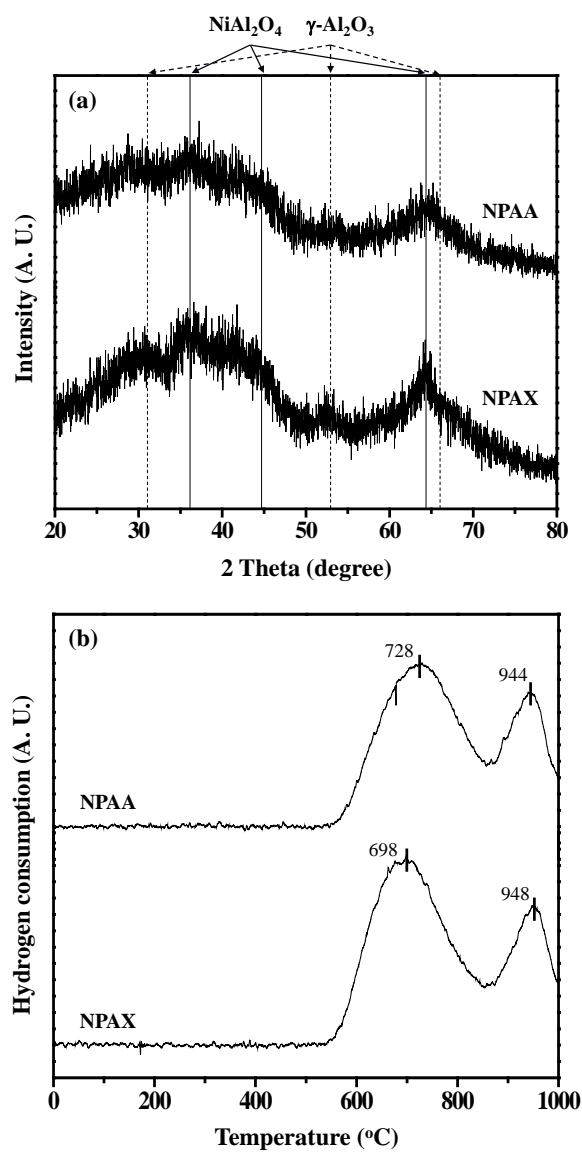 NiAl₂O₄ γ-Al₂O₃
(a)
NPAA
NPAX
Intensity (A. U.)
20 30 40 50 60 70 80
2 Theta (degree)
(b)
728
944
NPAA
698
948
NPAX
Hydrogen consumption (A. U.)
0 200 400 600 800 1000
Temperature (ºC)